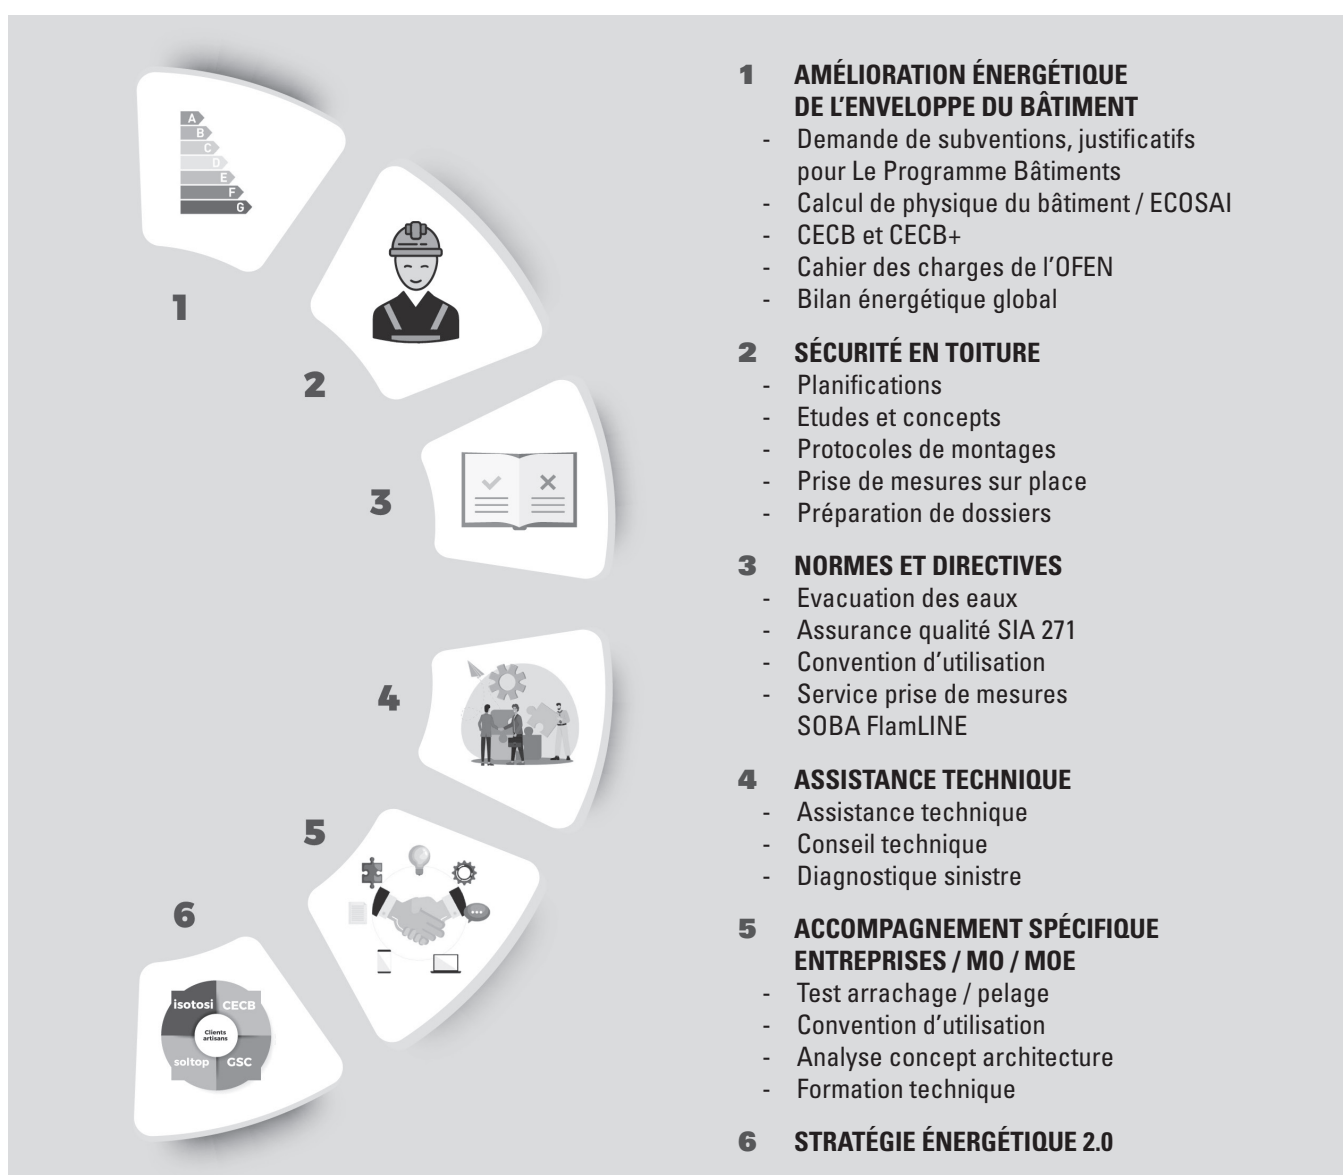 A
B
C
D
E
F
G
1
2
3
4
5
6
isotosi CECB
Clients
artisans
soltop GSC
1 AMÉLIORATION ÉNERGÉTIQUE
DE L'ENVELOPPE DU BÂTIMENT
- Demande de subventions, justificatifs
pour Le Programme Bâtiments
- Calcul de physique du bâtiment / ECOSAI
- CECB et CECB+
- Cahier des charges de l'OFEN
- Bilan énergétique global
2 SÉCURITÉ EN TOITURE
- Planifications
- Etudes et concepts
- Protocoles de montages
- Prise de mesures sur place
- Préparation de dossiers
3 NORMES ET DIRECTIVES
- Evacuation des eaux
- Assurance qualité SIA 271
- Convention d'utilisation
- Service prise de mesures
SOBA FlamLINE
4 ASSISTANCE TECHNIQUE
- Assistance technique
- Conseil technique
- Diagnostique sinistre
5 ACCOMPAGNEMENT SPÉCIFIQUE
ENTREPRISES / MO / MOE
- Test arrachage / pelage
- Convention d'utilisation
- Analyse concept architecture
- Formation technique
6 STRATÉGIE ÉNERGÉTIQUE 2.0